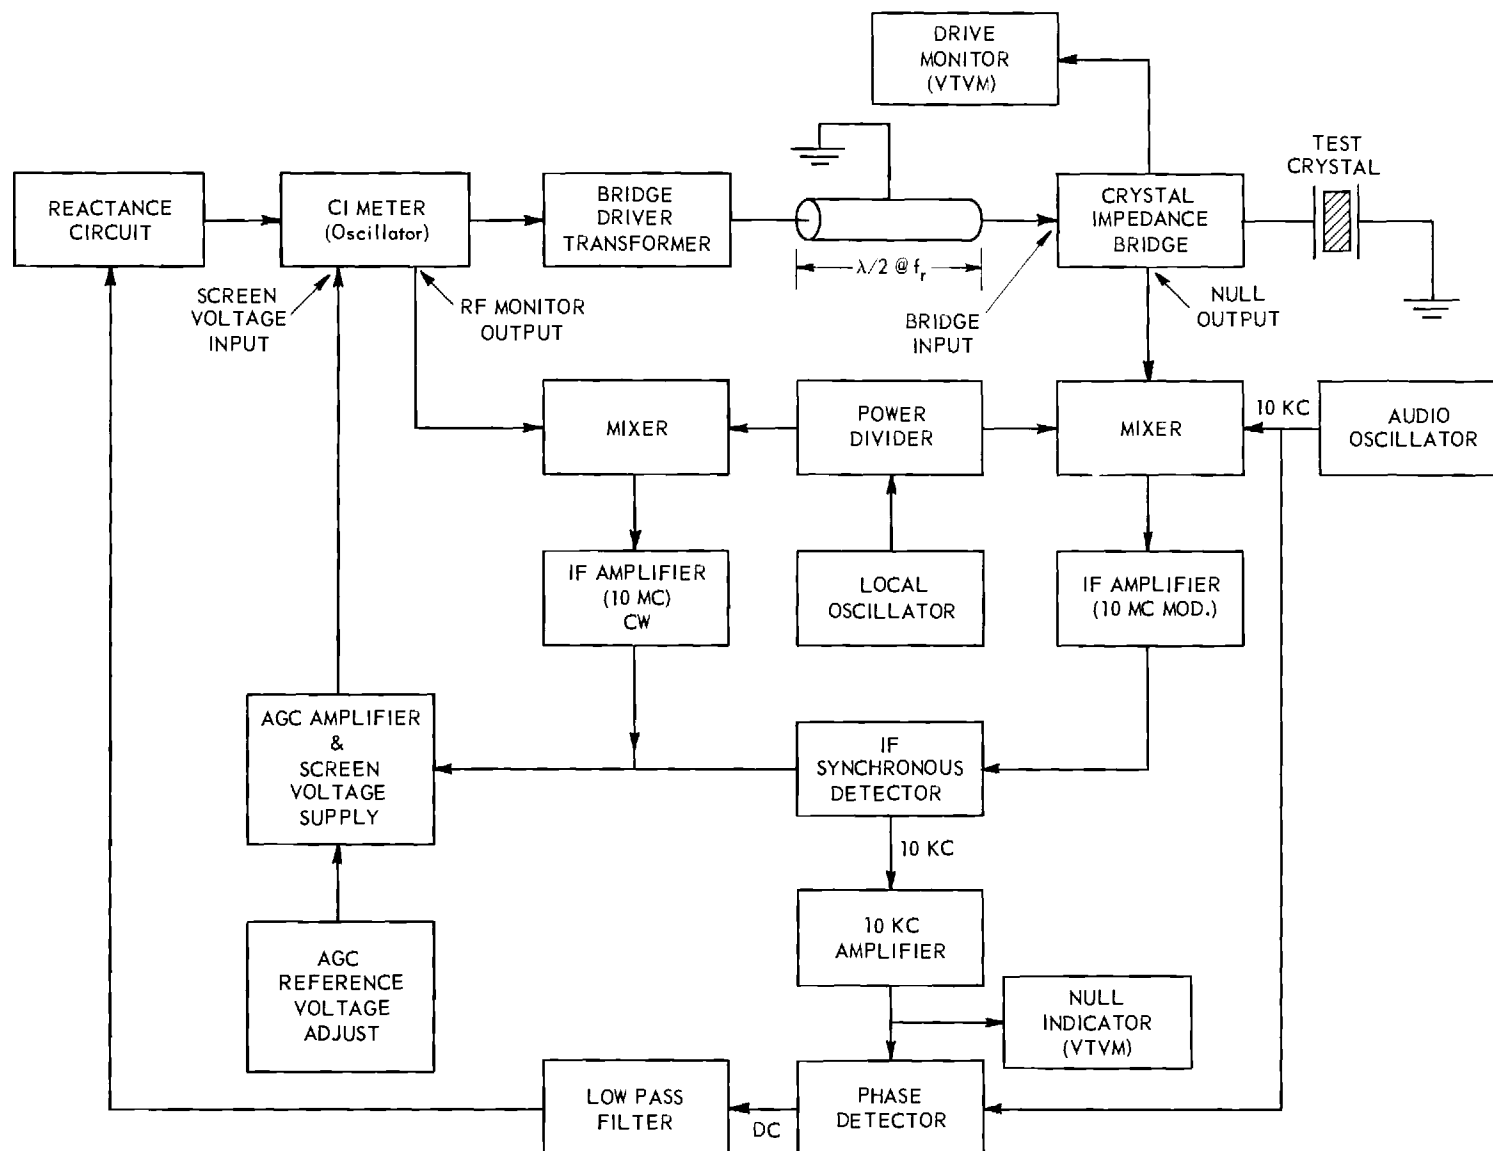 DRIVE
MONITOR
(VTVM)
TEST
CRYSTAL
REACTANCE
CIRCUIT
CI METER
(Oscillator)
BRIDGE
DRIVER
TRANSFORMER
CRYSTAL
IMPEDANCE
BRIDGE
λ/2 @ fr
SCREEN
VOLTAGE
INPUT
RF MONITOR
OUTPUT
BRIDGE
INPUT
NULL
OUTPUT
MIXER
POWER
DIVIDER
MIXER
10 KC
AUDIO
OSCILLATOR
IF AMPLIFIER
(10 MC)
CW
LOCAL
OSCILLATOR
IF AMPLIFIER
(10 MC MOD.)
AGC AMPLIFIER
&
SCREEN
VOLTAGE
SUPPLY
IF
SYNCHRONOUS
DETECTOR
10 KC
10 KC
AMPLIFIER
AGC
REFERENCE
VOLTAGE
ADJUST
NULL
INDICATOR
(VTVM)
LOW PASS
FILTER
DC
PHASE
DETECTOR